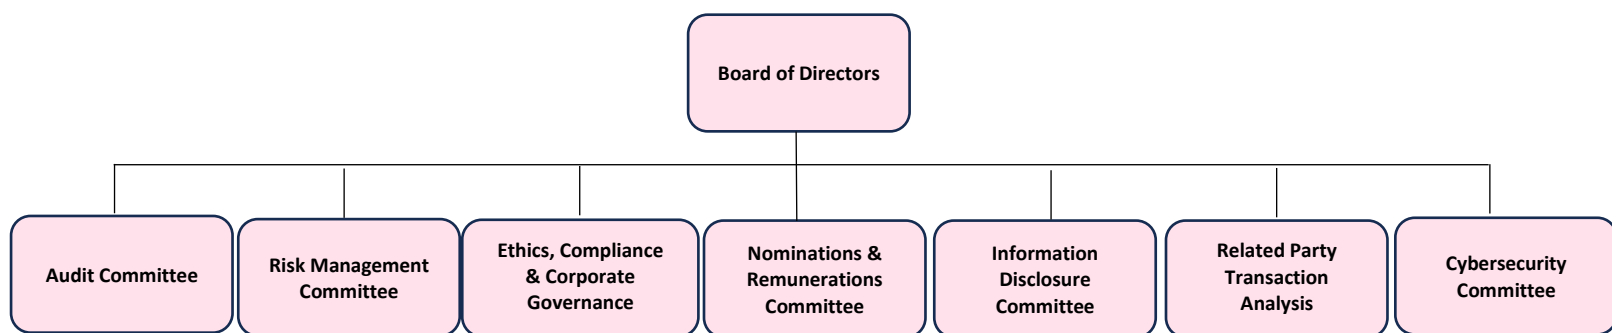 Board of Directors
Audit Committee
Risk Management
Committee
Ethics, Compliance
& Corporate
Governance
Nominations &
Remunerations
Committee
Information
Disclosure
Committee
Related Party
Transaction
Analysis
Cybersecurity
Committee